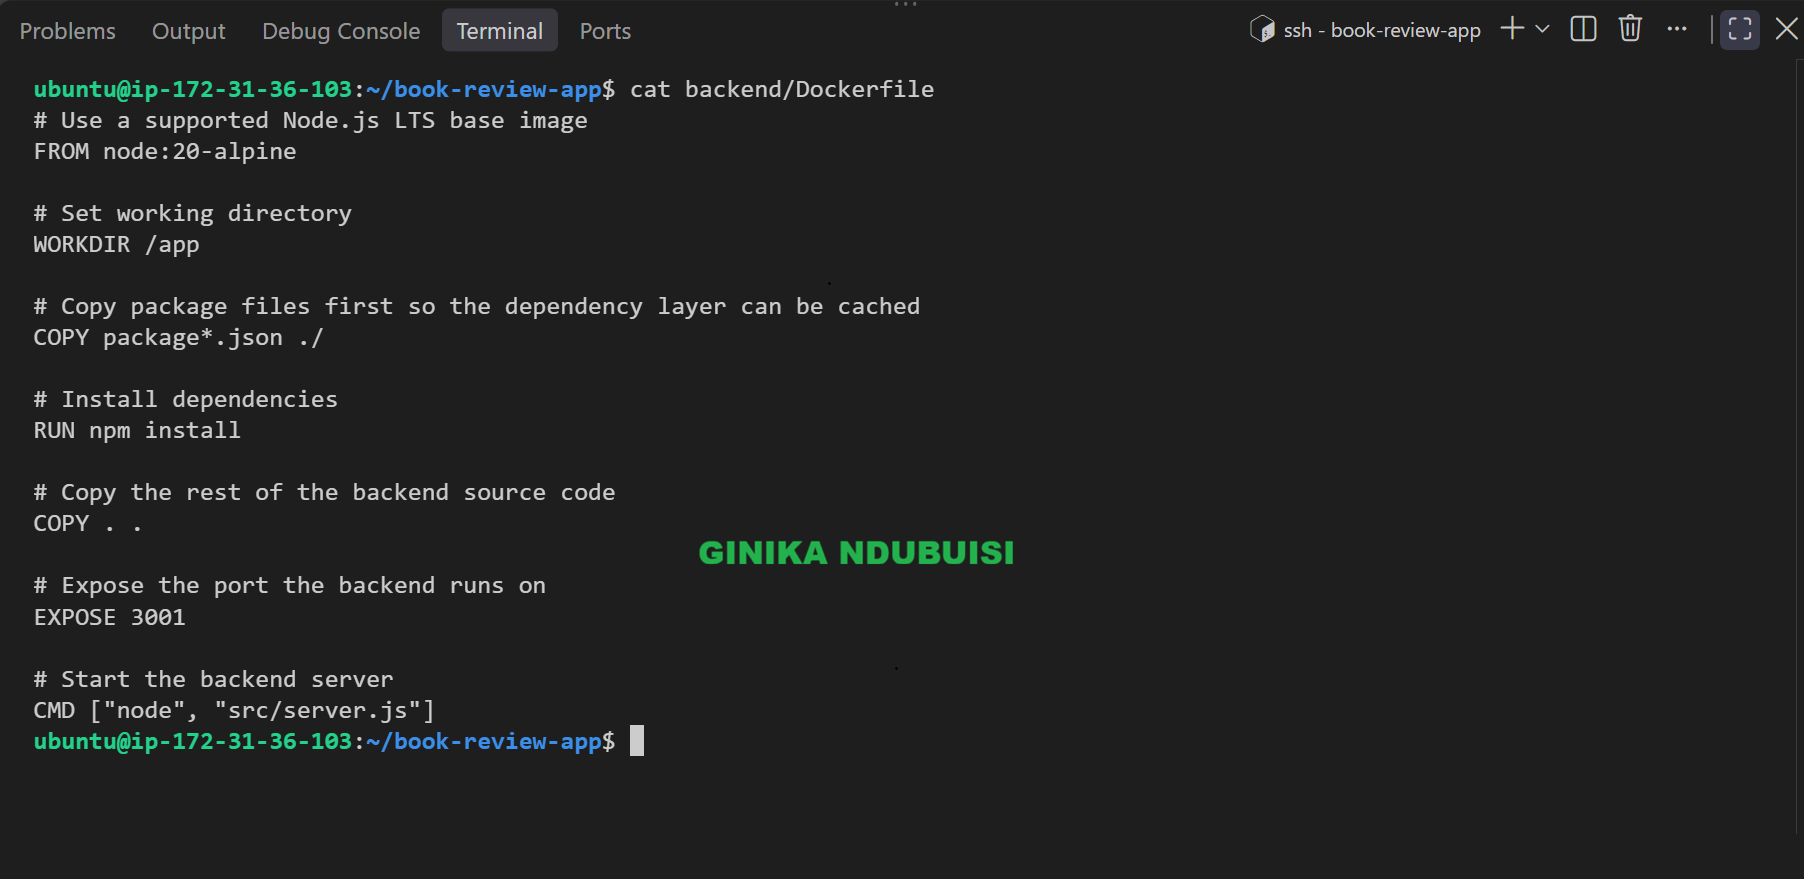 Problems Output Debug Console Terminal Ports ssh - book-review-app
ubuntu@ip-172-31-36-103:~/book-review-app$ cat backend/Dockerfile
# Use a supported Node.js LTS base image
FROM node:20-alpine
# Set working directory
WORKDIR /app
# Copy package files first so the dependency layer can be cached
COPY package*.json ./
# Install dependencies
RUN npm install
# Copy the rest of the backend source code
COPY . .
GINIKA NDUBUISI
# Expose the port the backend runs on
EXPOSE 3001
# Start the backend server
CMD ["node", "src/server.js"]
ubuntu@ip-172-31-36-103:~/book-review-app$